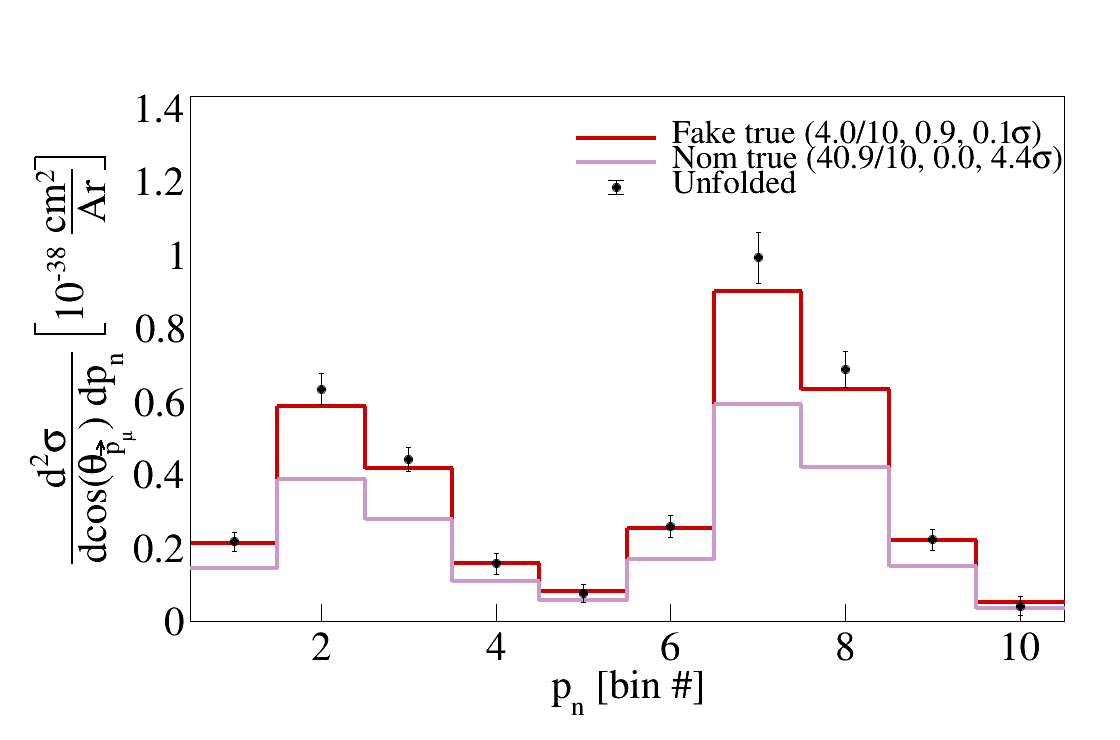 Fake true (4.0/10, 0.9, 0.1σ)
Nom true (40.9/10, 0.0, 4.4σ)
Unfolded
1.4
1.2
1
0.8
0.6
0.4
0.2
0
2 4 6 8 10
p_n [bin #]
d²σ / dcos(θ_p⃗_μ) dp_n [10⁻³⁸ cm² / Ar]